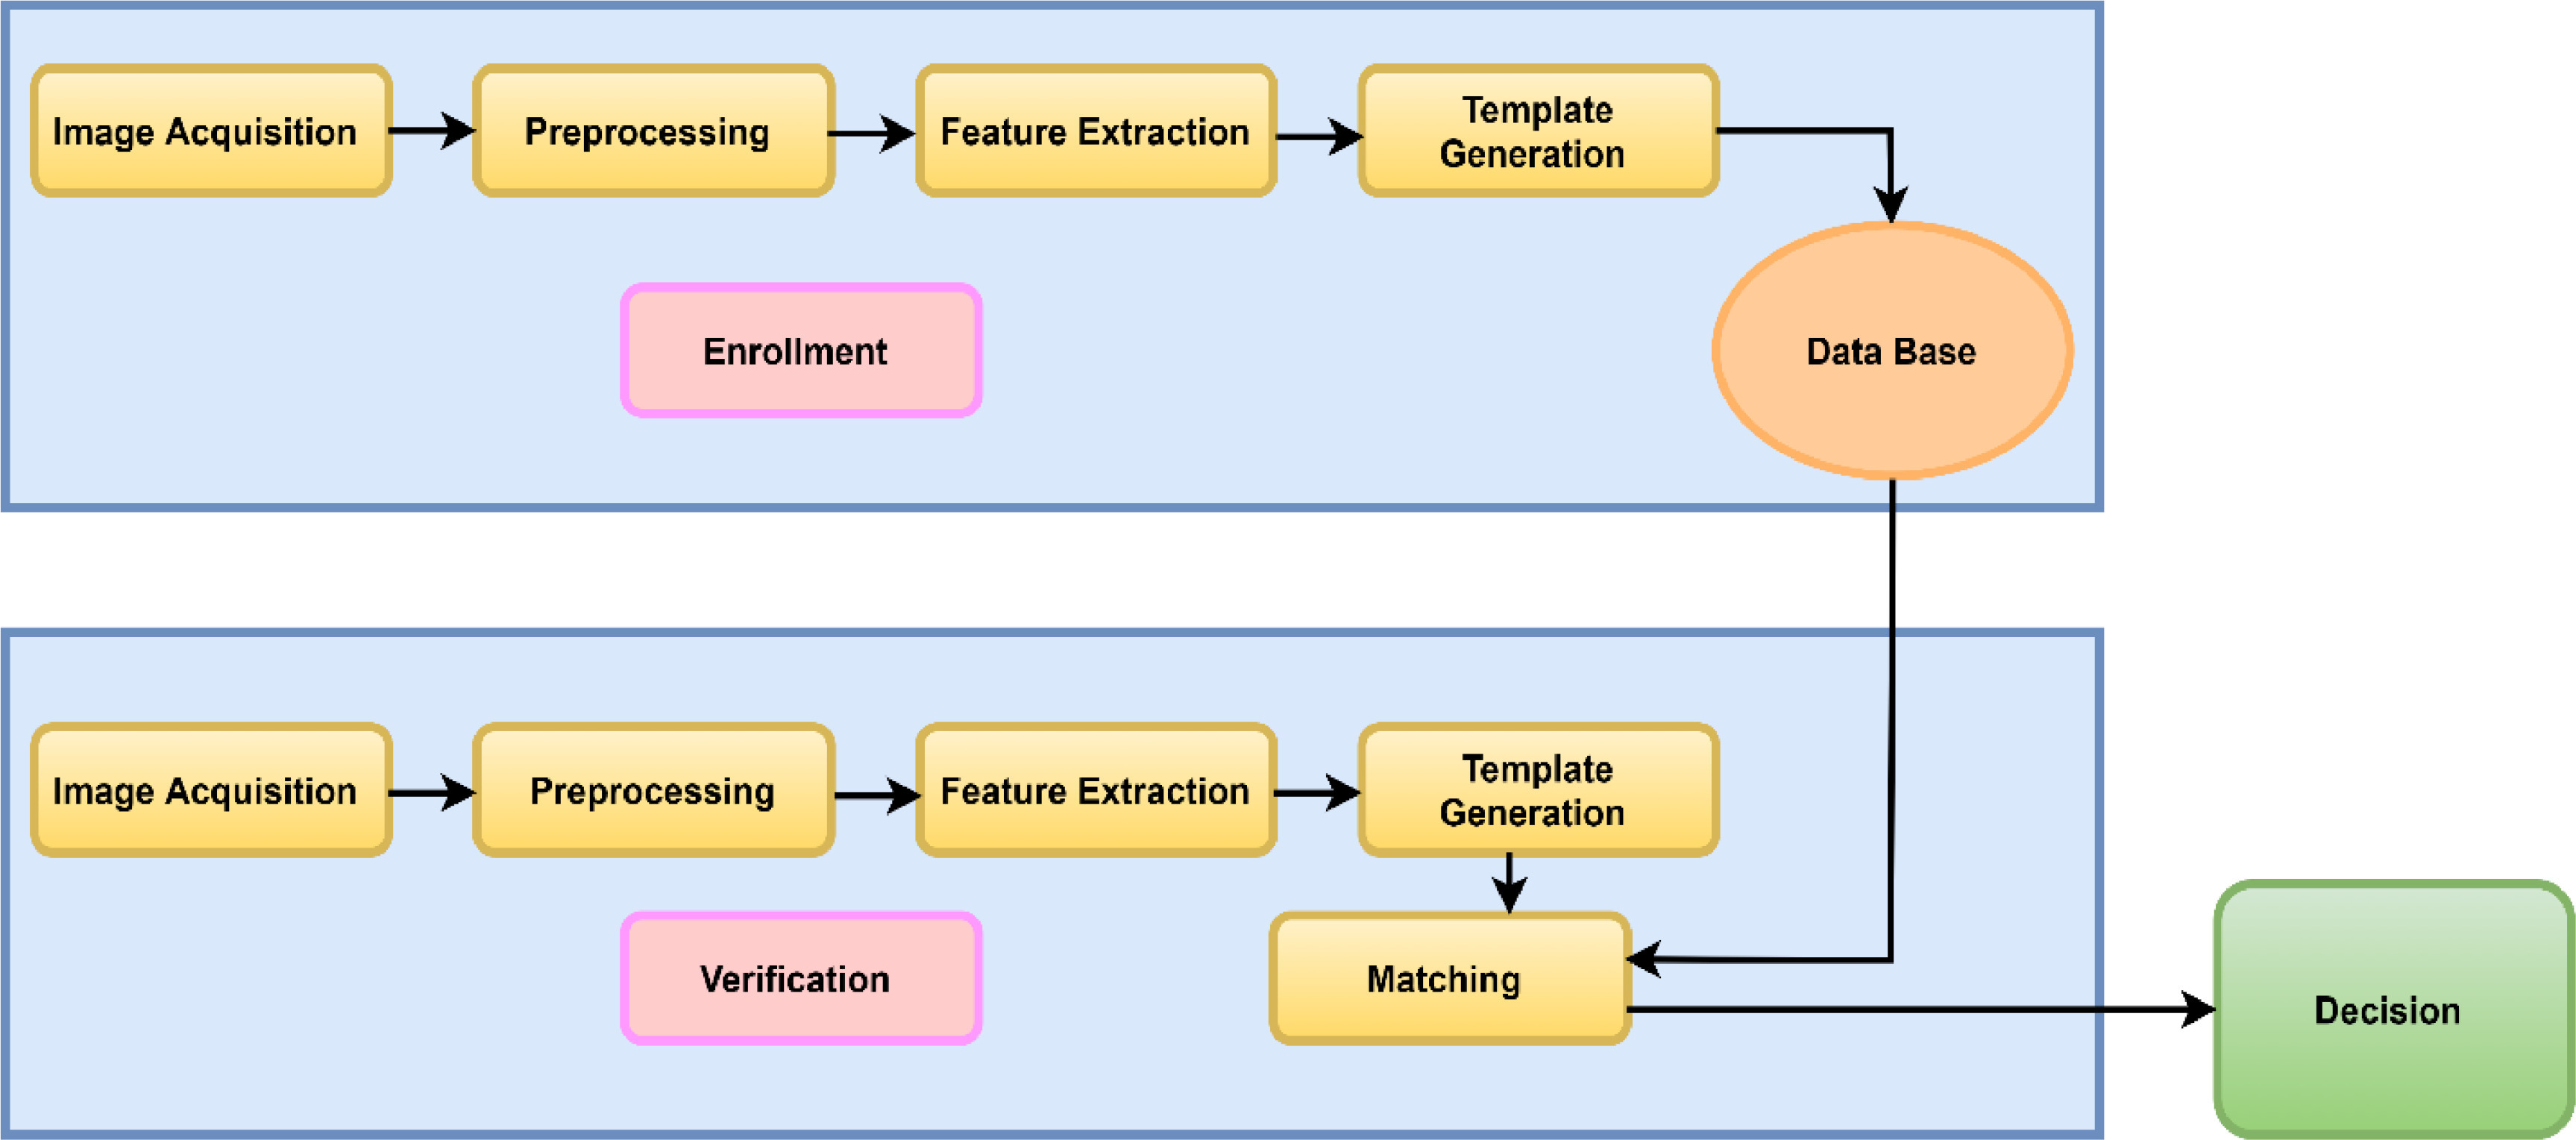 Image Acquisition
Preprocessing
Feature Extraction
Template
Generation
Enrollment
Data Base
Image Acquisition
Preprocessing
Feature Extraction
Template
Generation
Verification
Matching
Decision